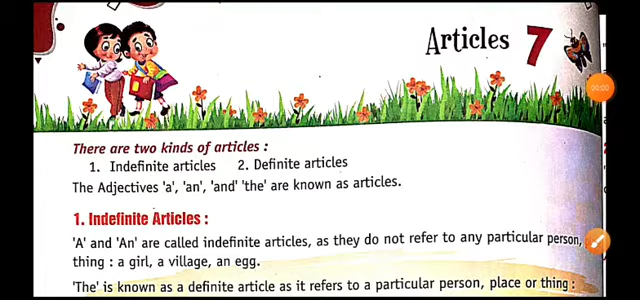 Articles 7
00:00
There are two kinds of articles :
1. Indefinite articles 2. Definite articles
The Adjectives 'a', 'an', 'and' 'the' are known as articles.
1. Indefinite Articles :
'A' and 'An' are called indefinite articles, as they do not refer to any particular person,
thing : a girl, a village, an egg.
'The' is known as a definite article as it refers to a particular person, place or thing :